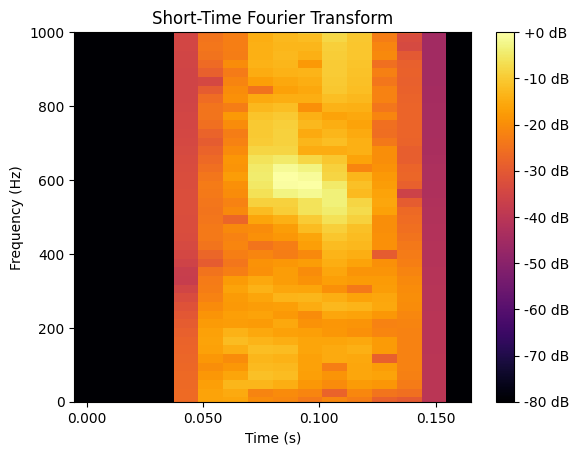 Short-Time Fourier Transform
1000
800
600
400
200
0
Frequency (Hz)
0.000
0.050
0.100
0.150
Time (s)
+0 dB
-10 dB
-20 dB
-30 dB
-40 dB
-50 dB
-60 dB
-70 dB
-80 dB